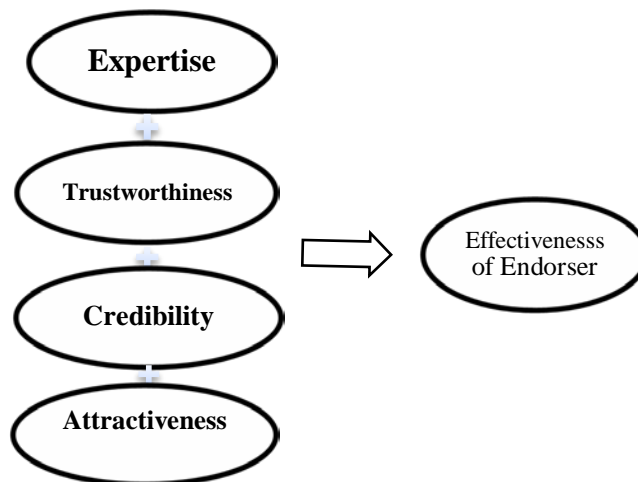 Expertise
Trustworthiness
Credibility
Attractiveness
Effectivenesss
of Endorser